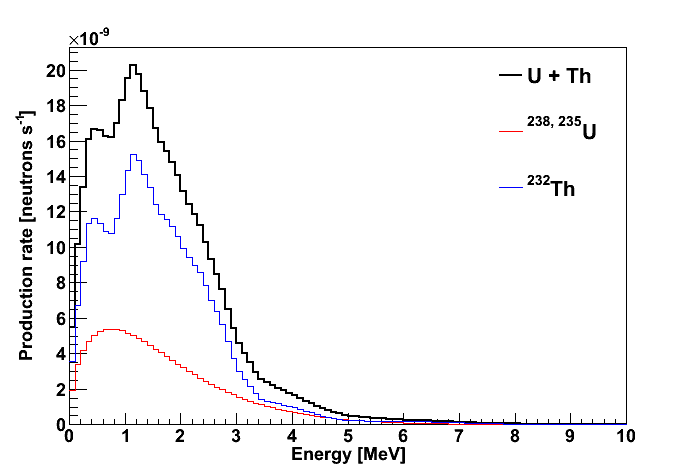 ×10⁻⁹
Production rate [neutrons s⁻¹]
20
18
16
14
12
10
8
6
4
2
0
U + Th
²³⁸, ²³⁵U
²³²Th
0 1 2 3 4 5 6 7 8 9 10
Energy [MeV]